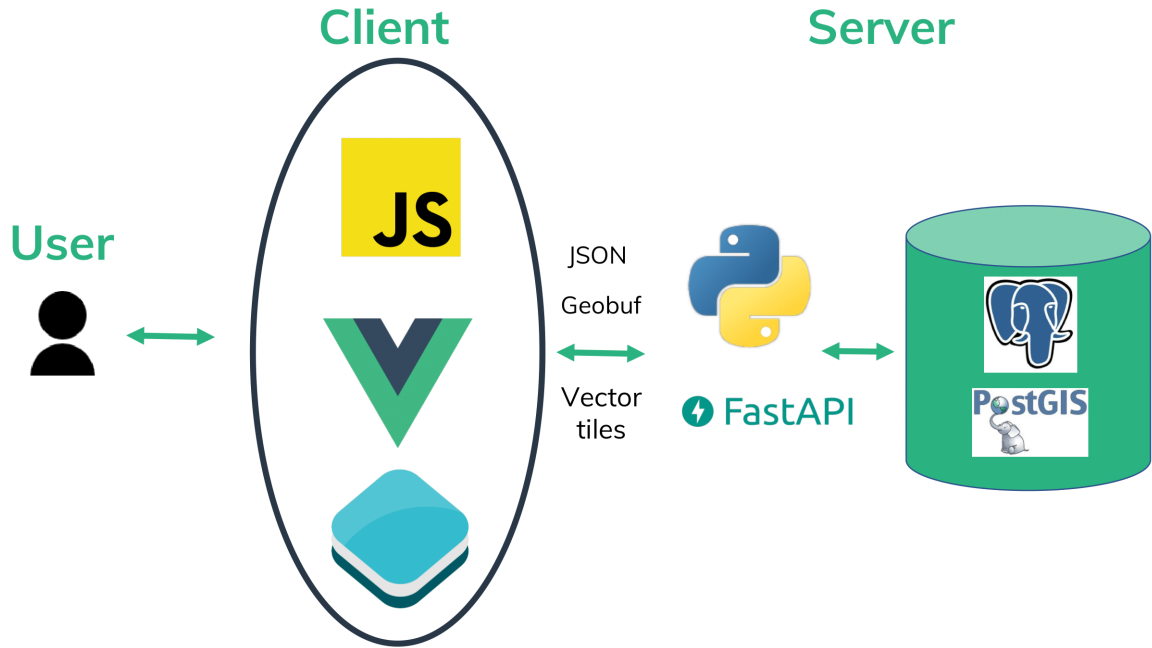 Client
Server
User
JS
JSON
Geobuf
Vector
tiles
FastAPI
PostGIS